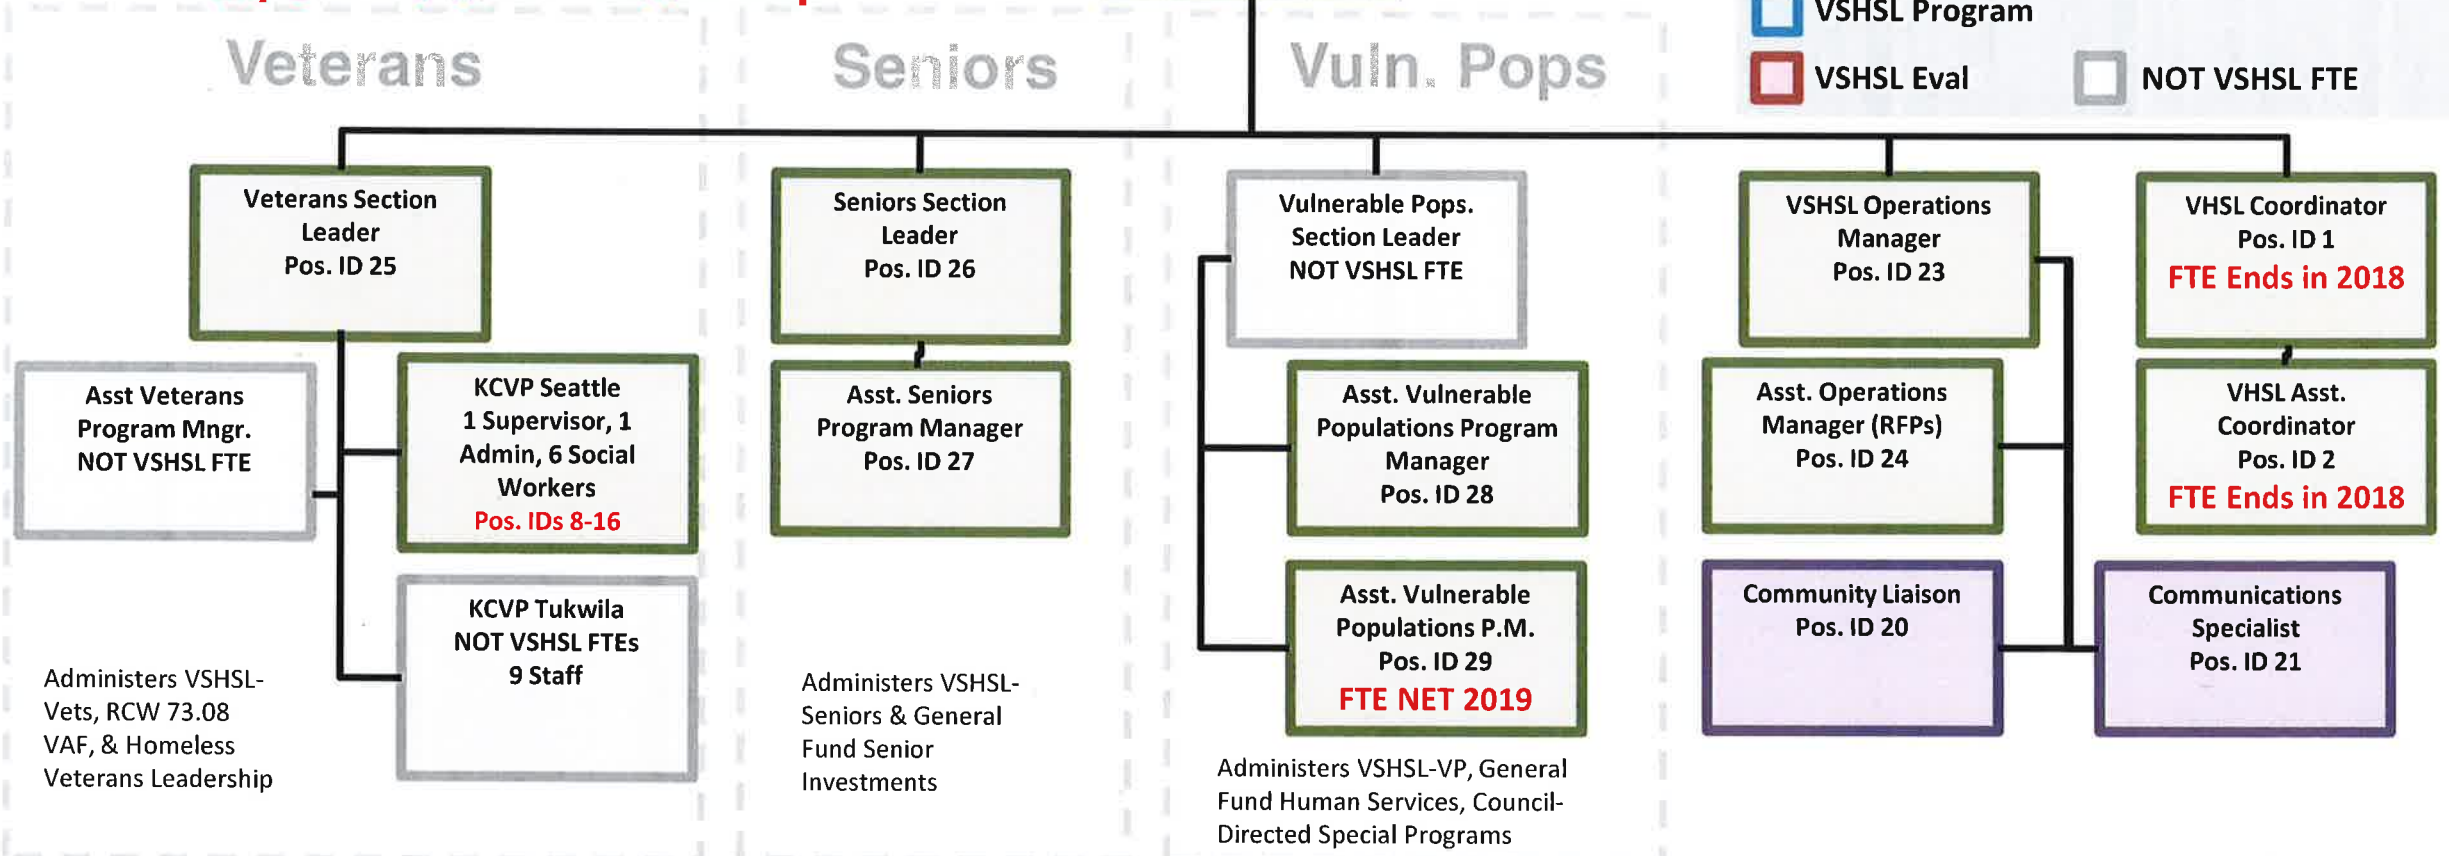 VSHSL Program
VSHSL Eval
NOT VSHSL FTE
Veterans
Seniors
Vuln. Pops
Veterans Section
Leader
Pos. ID 25
Seniors Section
Leader
Pos. ID 26
Vulnerable Pops.
Section Leader
NOT VSHSL FTE
VSHSL Operations
Manager
Pos. ID 23
VHSL Coordinator
Pos. ID 1
FTE Ends in 2018
Asst Veterans
Program Mngr.
NOT VSHSL FTE
KCVP Seattle
1 Supervisor, 1
Admin, 6 Social
Workers
Pos. IDs 8-16
Asst. Seniors
Program Manager
Pos. ID 27
Asst. Vulnerable
Populations Program
Manager
Pos. ID 28
Asst. Operations
Manager (RFPs)
Pos. ID 24
VHSL Asst.
Coordinator
Pos. ID 2
FTE Ends in 2018
KCVP Tukwila
NOT VSHSL FTEs
9 Staff
Asst. Vulnerable
Populations P.M.
Pos. ID 29
FTE NET 2019
Community Liaison
Pos. ID 20
Communications
Specialist
Pos. ID 21
Administers VSHSL-
Vets, RCW 73.08
VAF, & Homeless
Veterans Leadership
Administers VSHSL-
Seniors & General
Fund Senior
Investments
Administers VSHSL-VP, General
Fund Human Services, Council-
Directed Special Programs